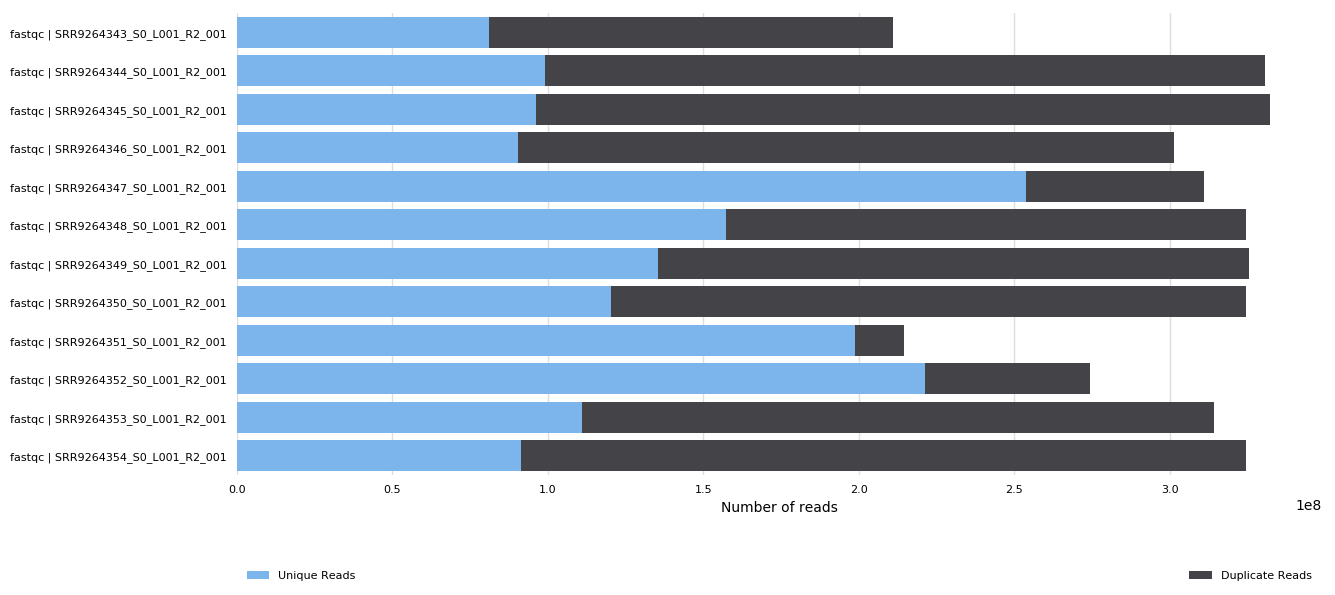 fastqc | SRR9264343_S0_L001_R2_001
fastqc | SRR9264344_S0_L001_R2_001
fastqc | SRR9264345_S0_L001_R2_001
fastqc | SRR9264346_S0_L001_R2_001
fastqc | SRR9264347_S0_L001_R2_001
fastqc | SRR9264348_S0_L001_R2_001
fastqc | SRR9264349_S0_L001_R2_001
fastqc | SRR9264350_S0_L001_R2_001
fastqc | SRR9264351_S0_L001_R2_001
fastqc | SRR9264352_S0_L001_R2_001
fastqc | SRR9264353_S0_L001_R2_001
fastqc | SRR9264354_S0_L001_R2_001
0.0 0.5 1.0 1.5 2.0 2.5 3.0
Number of reads 1e8
Unique Reads Duplicate Reads